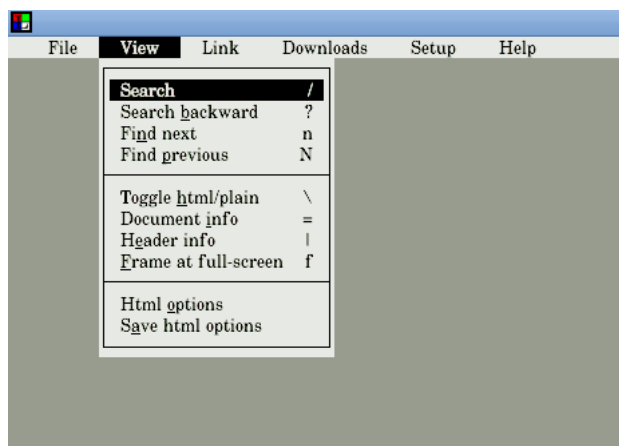 File View Link Downloads Setup Help
Search /
Search backward ?
Find next n
Find previous N
Toggle html/plain \
Document info =
Header info |
Frame at full-screen f
Html options
Save html options